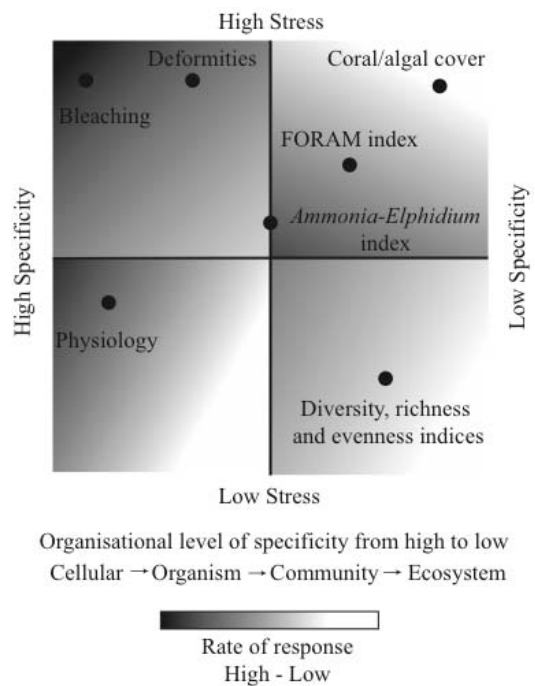 High Stress
Deformities
Coral/algal cover
Bleaching
FORAM index
Ammonia-Elphidium
index
High Specificity
Low Specificity
Physiology
Diversity, richness
and evenness indices
Low Stress
Organisational level of specificity from high to low
Cellular → Organism → Community → Ecosystem
Rate of response
High - Low